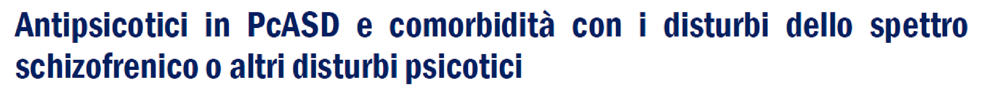 Antipsicotici in PcASD e comorbidità con i disturbi dello spettro
schizofrenico o altri disturbi psicotici